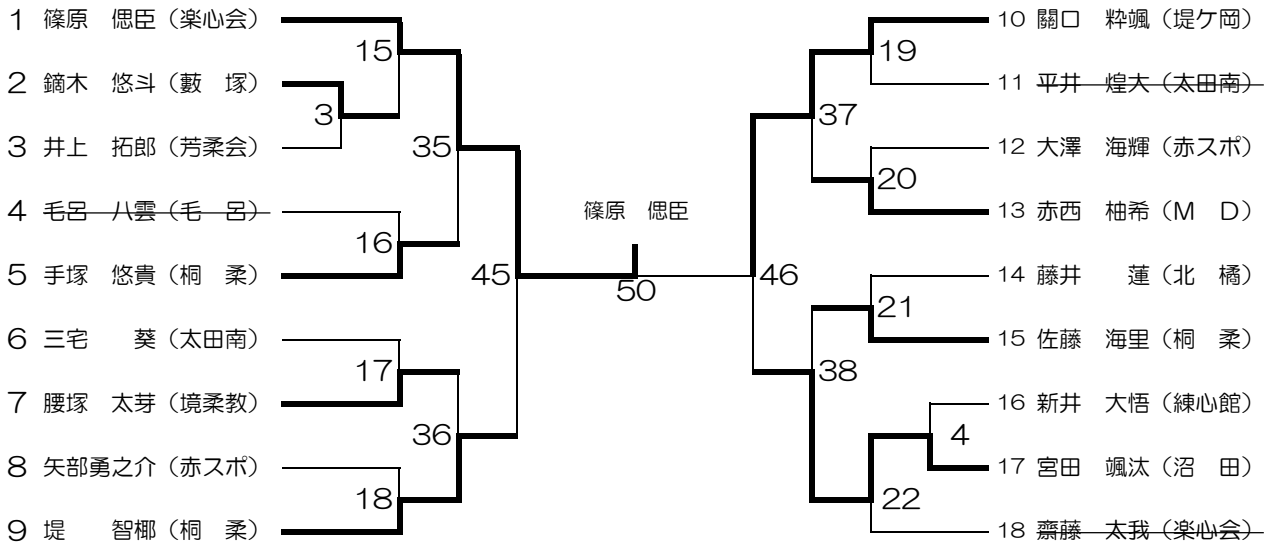 1 篠原　偲臣（楽心会）
2 鏑木　悠斗（藪　塚）
3 井上　拓郎（芳柔会）
4 毛呂　八雲（毛　呂）
5 手塚　悠貴（桐　柔）
6 三宅　　葵（太田南）
7 腰塚　太芽（境柔教）
8 矢部勇之介（赤スポ）
9 堤　　智椰（桐　柔）
15
3
16
17
18
35
36
45
篠原　偲臣
50
46
37
38
19
20
21
4
22
10 關口　粋颯（堤ケ岡）
11 平井　煌大（太田南）
12 大澤　海輝（赤スポ）
13 赤西　柚希（M　D）
14 藤井　　蓮（北　橘）
15 佐藤　海里（桐　柔）
16 新井　大悟（練心館）
17 宮田　颯汰（沼　田）
18 齋藤　太我（楽心会）